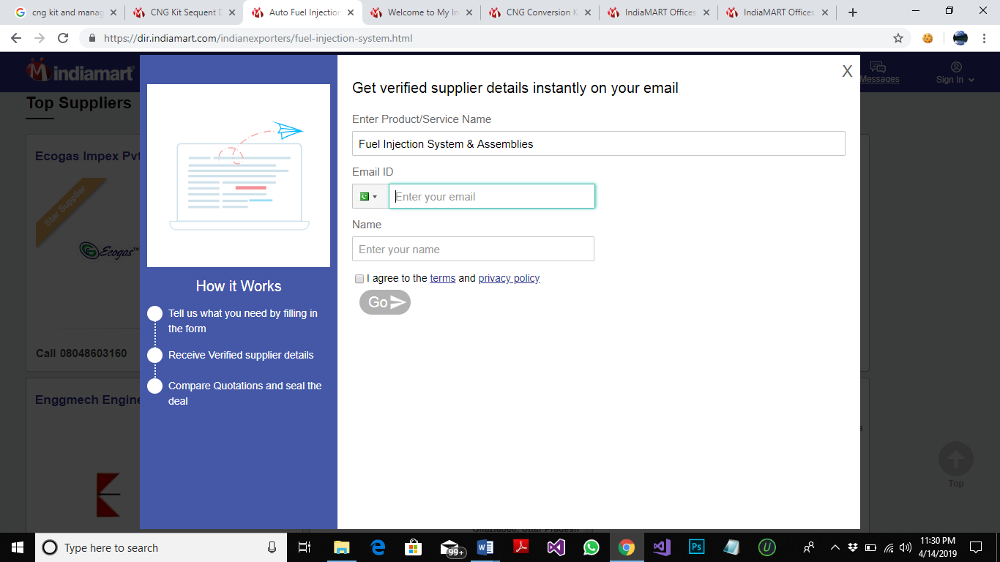 cng kit and manag
CNG Kit Sequent
Auto Fuel Injection
Welcome to My In
CNG Conversion K
IndiaMART Offices
IndiaMART Offices
https://dir.indiamart.com/indianexporters/fuel-injection-system.html
indiamart
Messages
Sign In
Top Suppliers
Ecogas Impex Pvt
Star Supplier
Ecogas™
Call 08048603160
Enggmech Engine
How it Works
Tell us what you need by filling in
the form
Receive Verified supplier details
Compare Quotations and seal the
deal
X
Get verified supplier details instantly on your email
Enter Product/Service Name
Fuel Injection System & Assemblies
Email ID
Enter your email
Name
Enter your name
I agree to the terms and privacy policy
Go
Top
Ghaziabad, Uttar Pradesh
Type here to search
99+
Ps
U
11:30 PM
4/14/2019